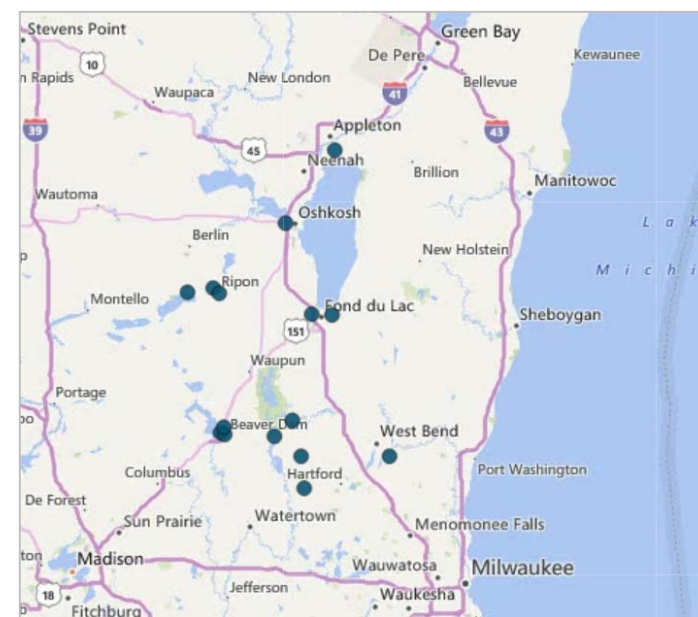 Stevens Point
Green Bay
De Pere
Kewaunee
10
n Rapids
New London
Bellevue
41
Waupaca
39
Appleton
43
45
Neenah
Brillion
Manitowoc
Wautoma
Oshkosh
L a k
Berlin
New Holstein
M i c h i
Ripon
Montello
Fond du Lac
Sheboygan
151
Waupun
Portage
Beaver Dam
West Bend
Columbus
Hartford
Port Washington
De Forest
Sun Prairie
Watertown
Menomonee Falls
ton
Madison
Wauwatosa
Milwaukee
Jefferson
Waukesha
18
Fitchburg